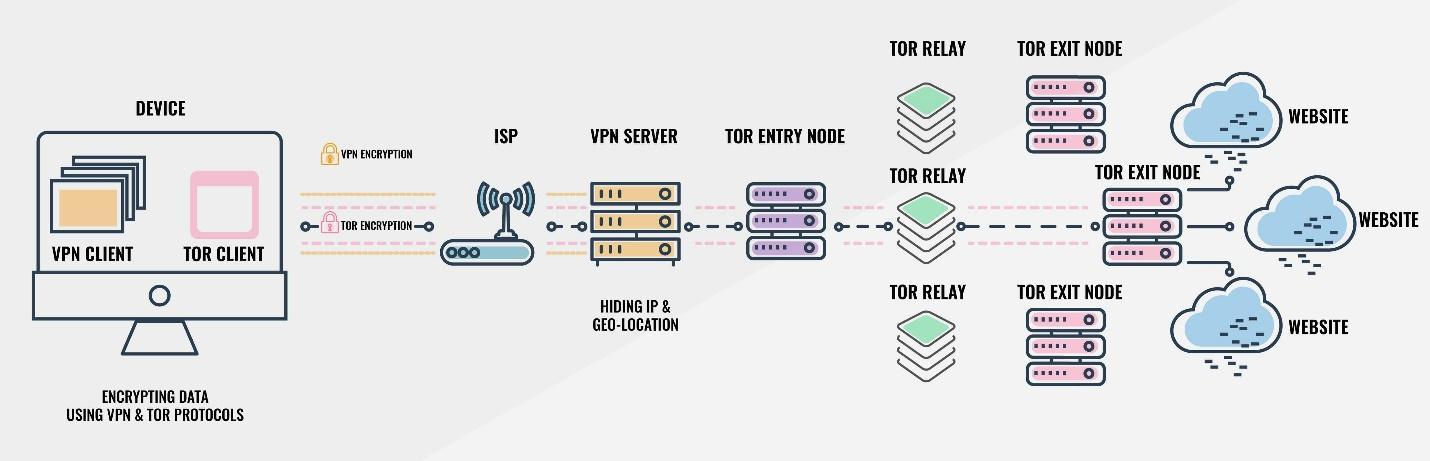 DEVICE
VPN CLIENT
TOR CLIENT
ENCRYPTING DATA
USING VPN & TOR PROTOCOLS
VPN ENCRYPTION
TOR ENCRYPTION
ISP
VPN SERVER
HIDING IP &
GEO-LOCATION
TOR ENTRY NODE
TOR RELAY
TOR EXIT NODE
WEBSITE
TOR RELAY
TOR EXIT NODE
WEBSITE
TOR RELAY
TOR EXIT NODE
WEBSITE